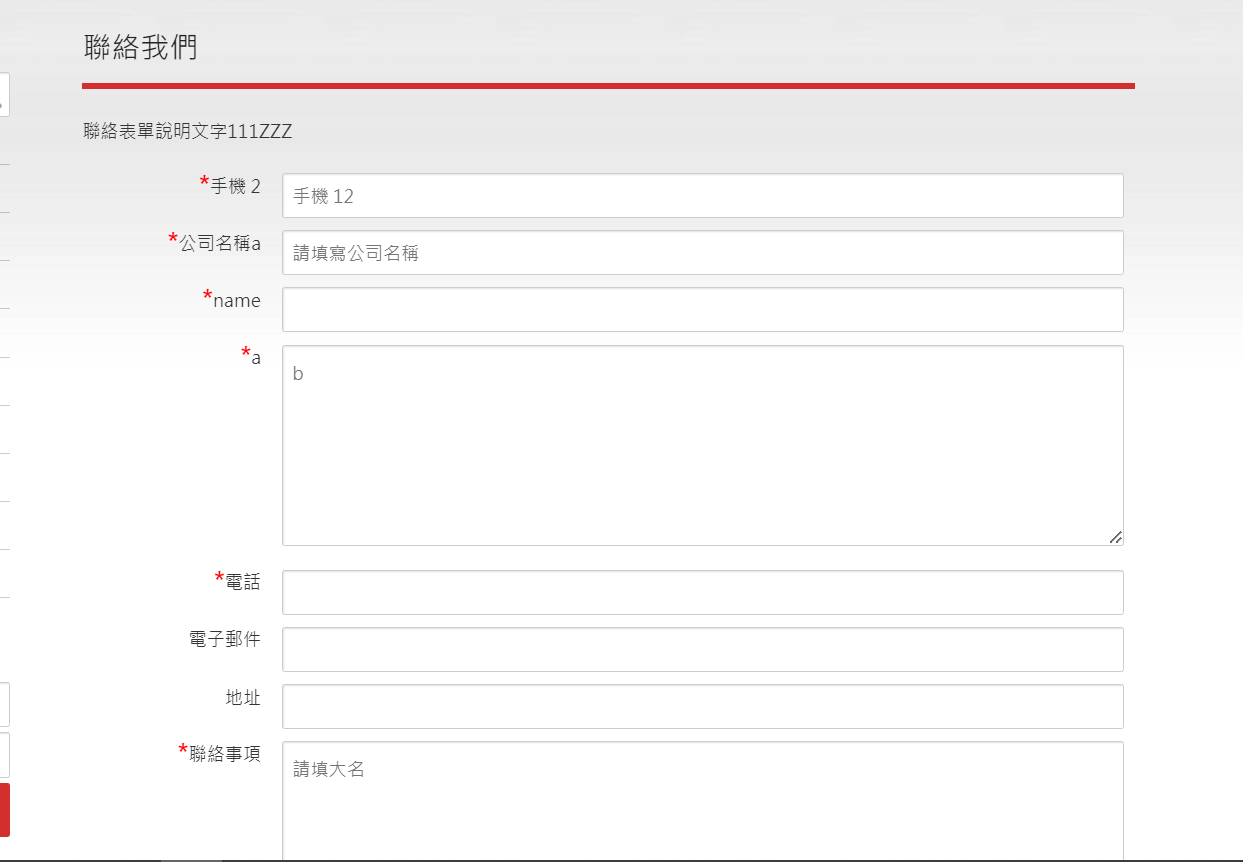 聯絡我們
聯絡表單說明文字111ZZZ
*手機 2
手機 12
*公司名稱a
請填寫公司名稱
*name
*a
b
*電話
電子郵件
地址
*聯絡事項
請填大名